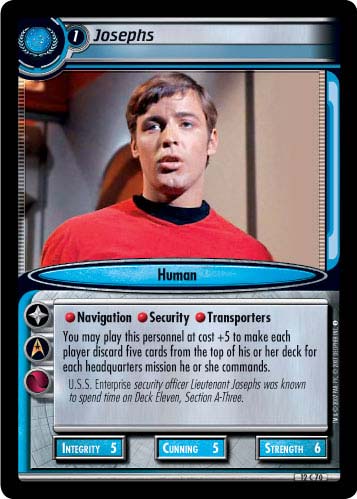 1 Josephs
Human
Navigation Security Transporters
You may play this personnel at cost +5 to make each
player discard five cards from the top of his or her deck
for each headquarters mission he or she commands.
U.S.S. Enterprise security officer Lieutenant Josephs was known
to spend time on Deck Eleven, Section A-Three.
INTEGRITY 5 CUNNING 5 STRENGTH 6
12 C 70